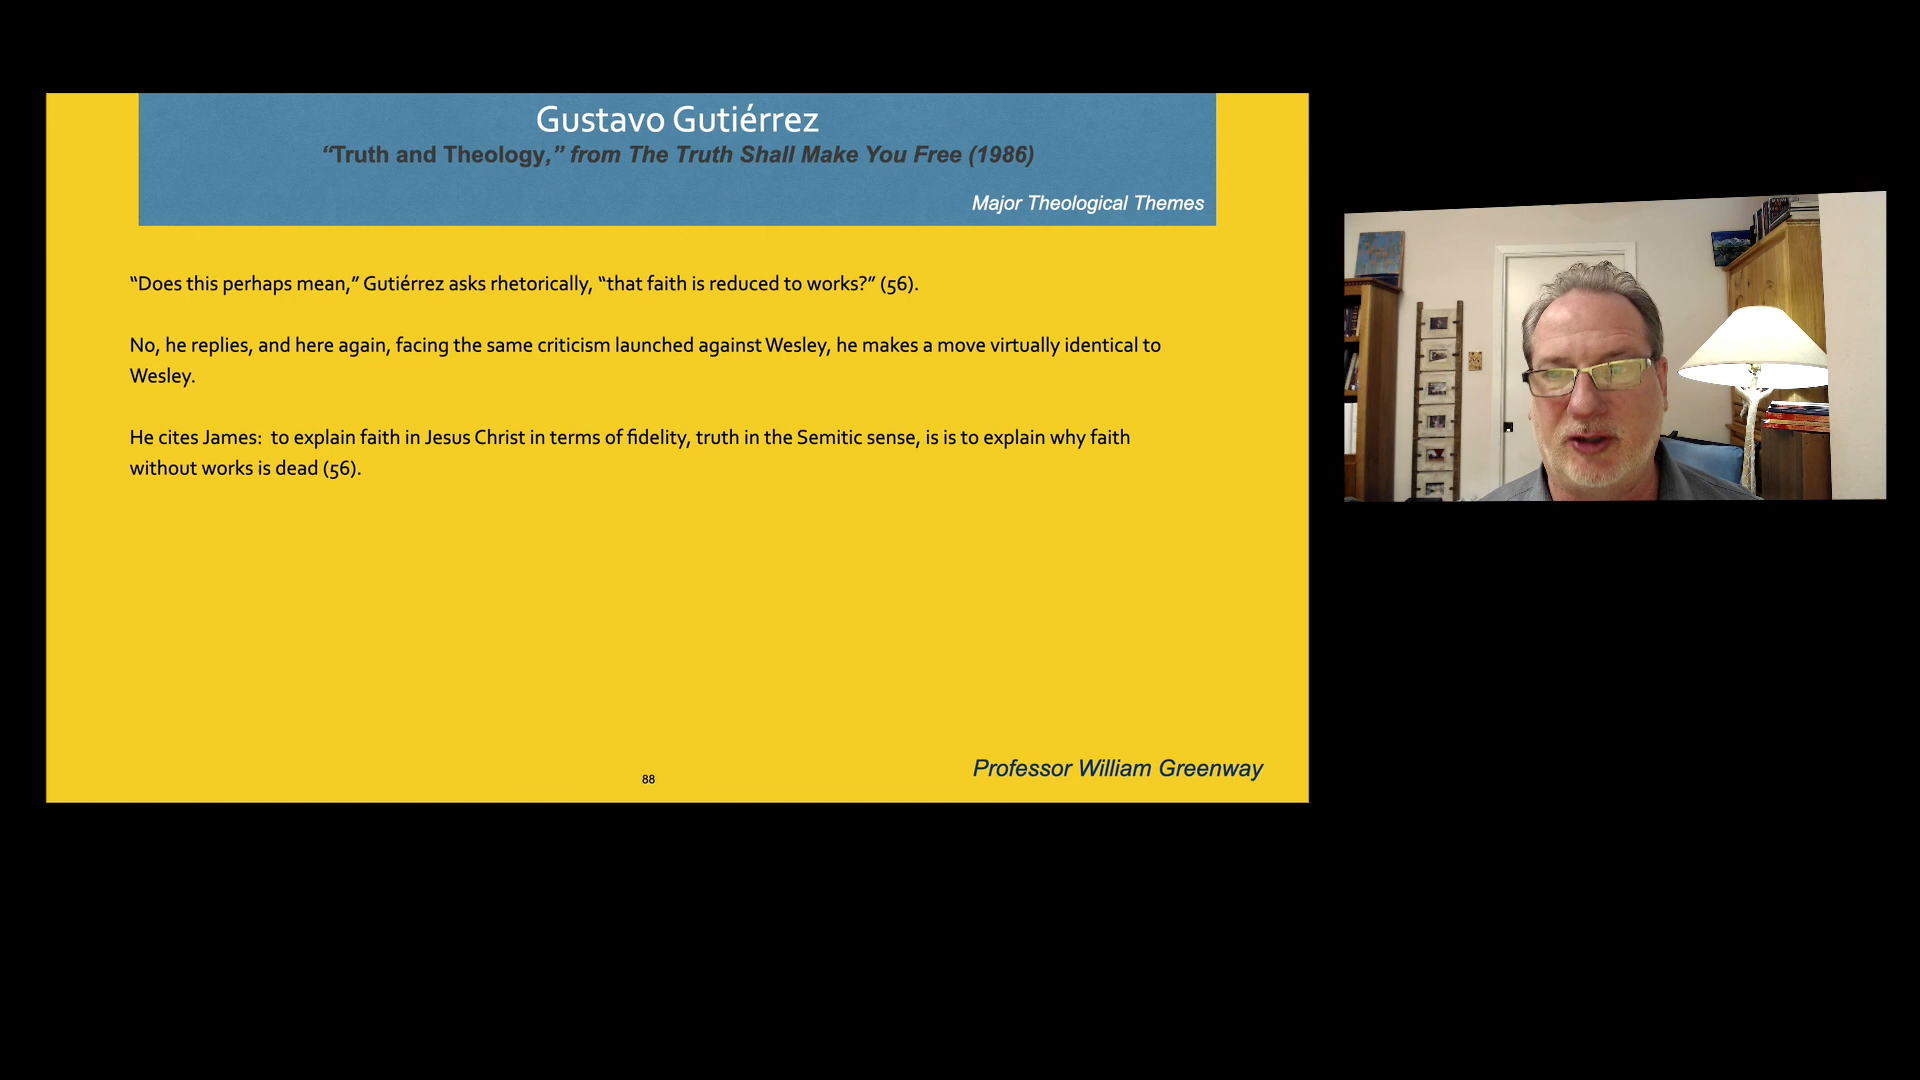 Gustavo Gutiérrez
“Truth and Theology,” from The Truth Shall Make You Free (1986)
Major Theological Themes
“Does this perhaps mean,” Gutiérrez asks rhetorically, “that faith is reduced to works?” (56).
No, he replies, and here again, facing the same criticism launched against Wesley, he makes a move virtually identical to
Wesley.
He cites James:  to explain faith in Jesus Christ in terms of fidelity, truth in the Semitic sense, is is to explain why faith
without works is dead (56).
88
Professor William Greenway